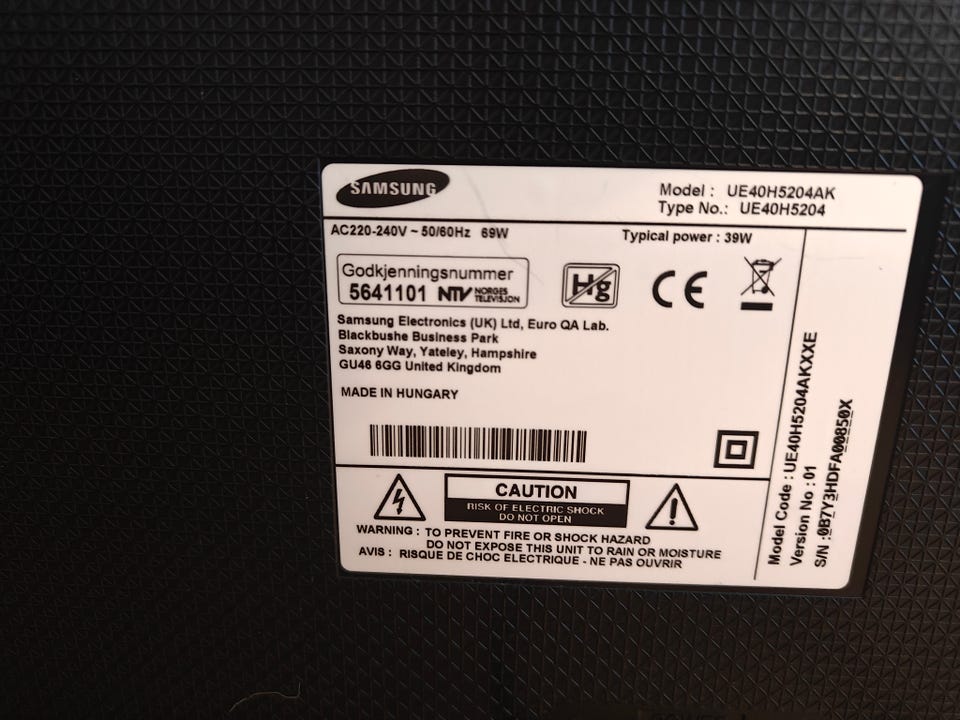 SAMSUNG
Model : UE40H5204AK
Type No.: UE40H5204
AC220-240V ~ 50/60Hz 69W
Typical power : 39W
Godkjenningsnummer
5641101 NTV NORGES TELEVISJON
Hg
CE
Samsung Electronics (UK) Ltd, Euro QA Lab.
Blackbushe Business Park
Saxony Way, Yateley, Hampshire
GU46 6GG United Kingdom
MADE IN HUNGARY
CAUTION
RISK OF ELECTRIC SHOCK
DO NOT OPEN
WARNING : TO PREVENT FIRE OR SHOCK HAZARD
DO NOT EXPOSE THIS UNIT TO RAIN OR MOISTURE
AVIS : RISQUE DE CHOC ELECTRIQUE - NE PAS OUVRIR
Model Code : UE40H5204AKXXE
Version No : 01
S/N : 0B7Y3HDFA00850X